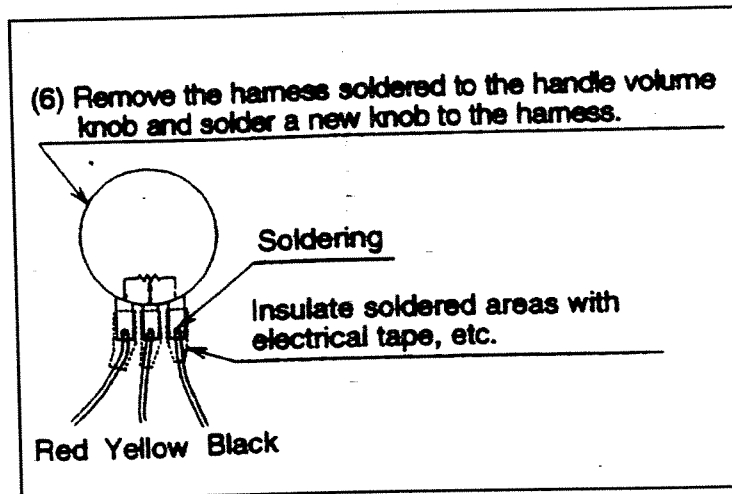 (6) Remove the harness soldered to the handle volume
knob and solder a new knob to the harness.
Soldering
Insulate soldered areas with
electrical tape, etc.
Red Yellow Black